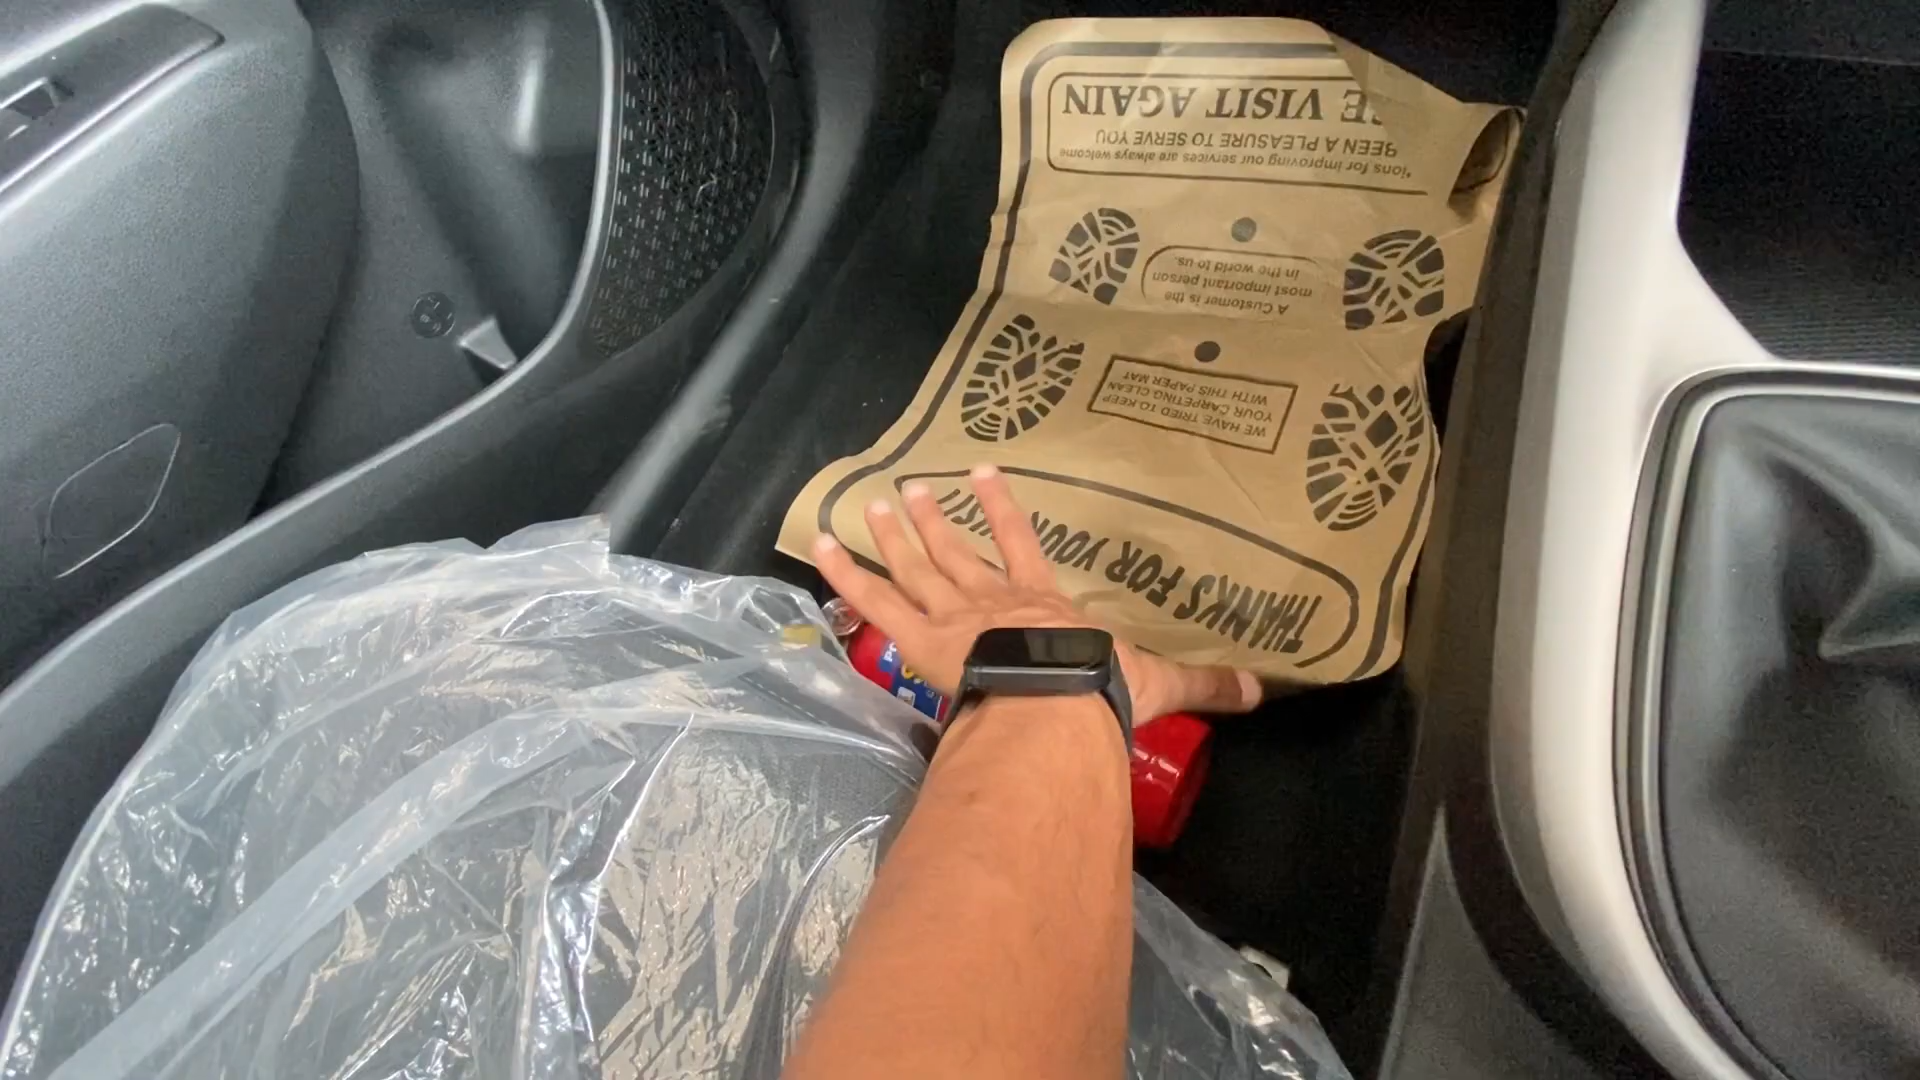 THANKS FOR YOUR VISIT!
WE HAVE TRIED TO KEEP
YOUR CARPETING CLEAN
WITH THIS PAPER MAT
A Customer is the
most important person
in the world to us.
ions for improving our services are always welcome
BEEN A PLEASURE TO SERVE YOU
E VISIT AGAIN
PO